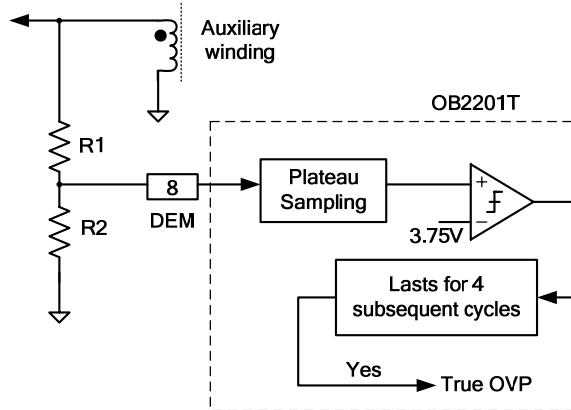 Auxiliary
winding
OB2201T
R1
8
DEM
R2
Plateau
Sampling
+
−
3.75V
Lasts for 4
subsequent cycles
Yes
True OVP